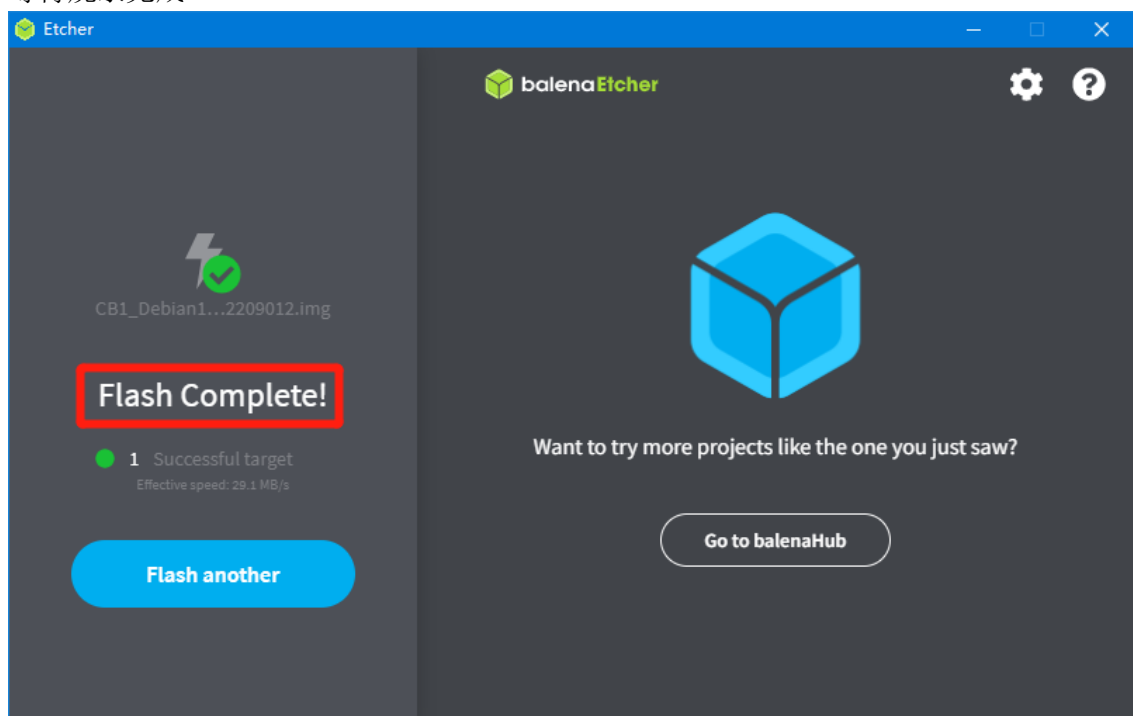 Etcher
balenaEtcher
CB1_Debian1...2209012.img
Flash Complete!
1 Successful target
Effective speed: 29.1 MB/s
Flash another
Want to try more projects like the one you just saw?
Go to balenaHub